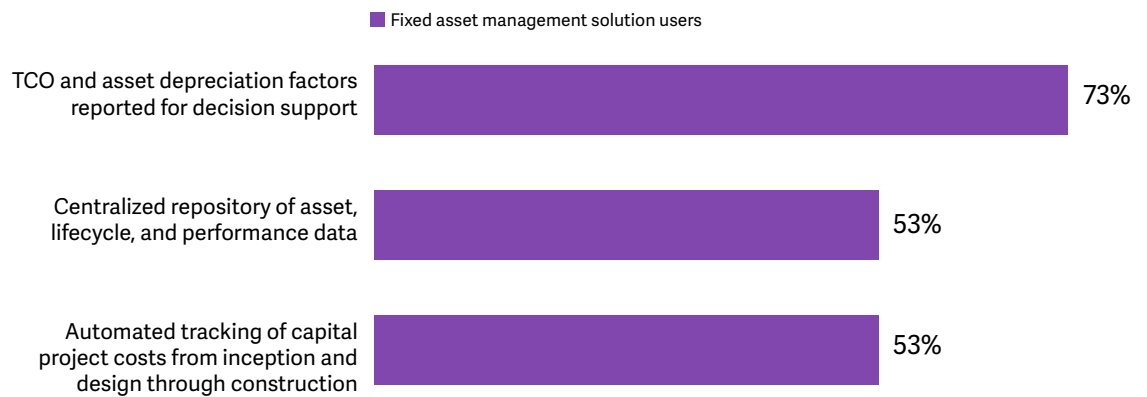 Fixed asset management solution users
TCO and asset depreciation factors
reported for decision support
73%
Centralized repository of asset,
lifecycle, and performance data
53%
Automated tracking of capital
project costs from inception and
design through construction
53%